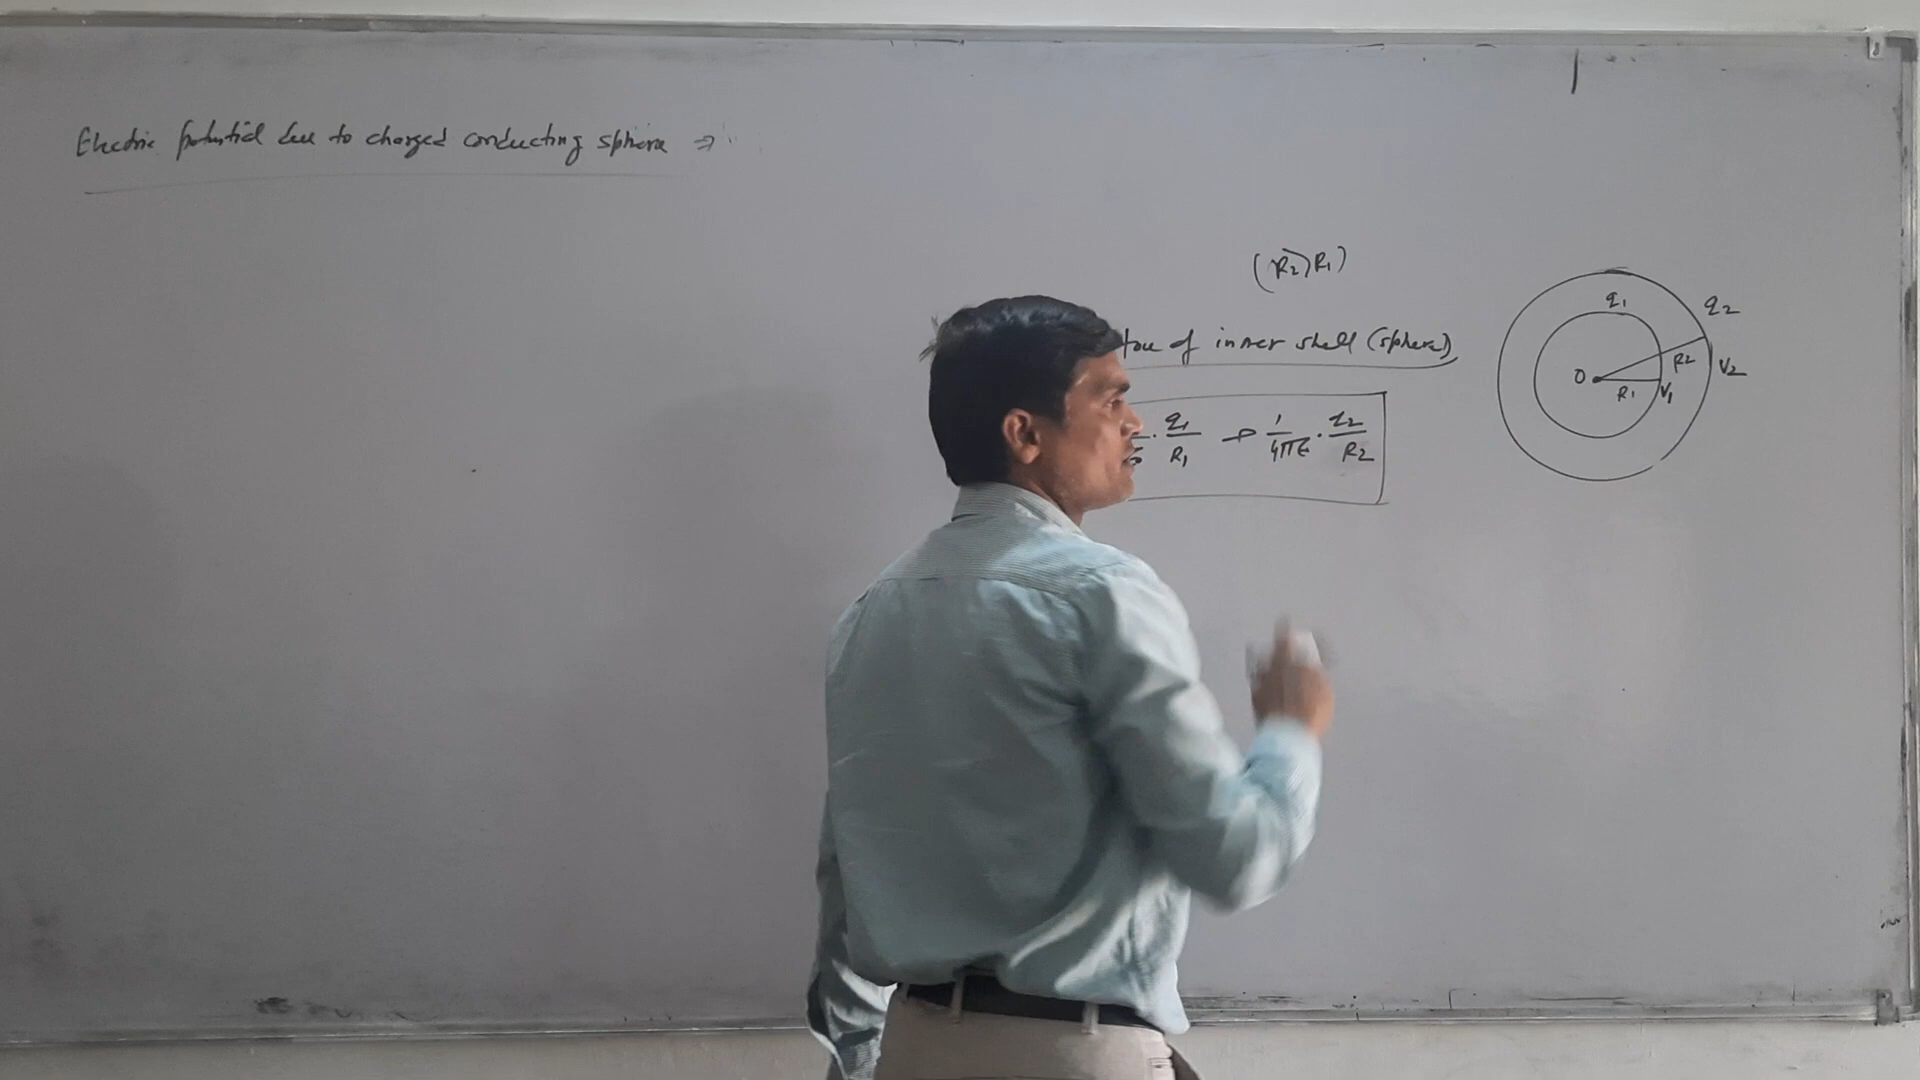 Electric potential due to charged conducting sphere ⇒
(R2>R1)
of inner shell (sphere)
. q1/R1 + 1/4πε . q2/R2
q1
q2
O
R1
V1
R2
V2